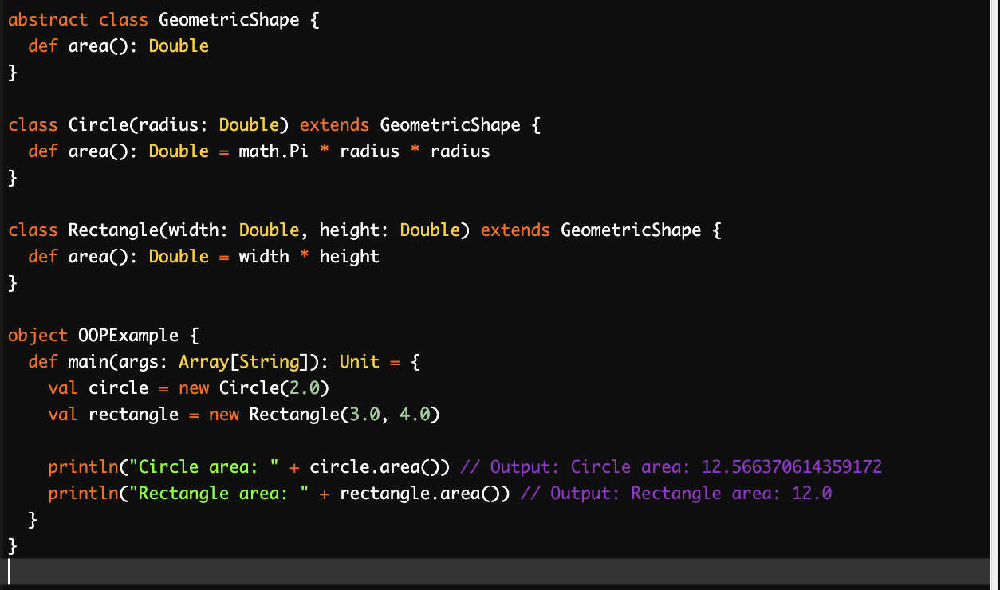 abstract class GeometricShape {
  def area(): Double
}

class Circle(radius: Double) extends GeometricShape {
  def area(): Double = math.Pi * radius * radius
}

class Rectangle(width: Double, height: Double) extends GeometricShape {
  def area(): Double = width * height
}

object OOPExample {
  def main(args: Array[String]): Unit = {
    val circle = new Circle(2.0)
    val rectangle = new Rectangle(3.0, 4.0)

    println("Circle area: " + circle.area()) // Output: Circle area: 12.566370614359172
    println("Rectangle area: " + rectangle.area()) // Output: Rectangle area: 12.0
  }
}